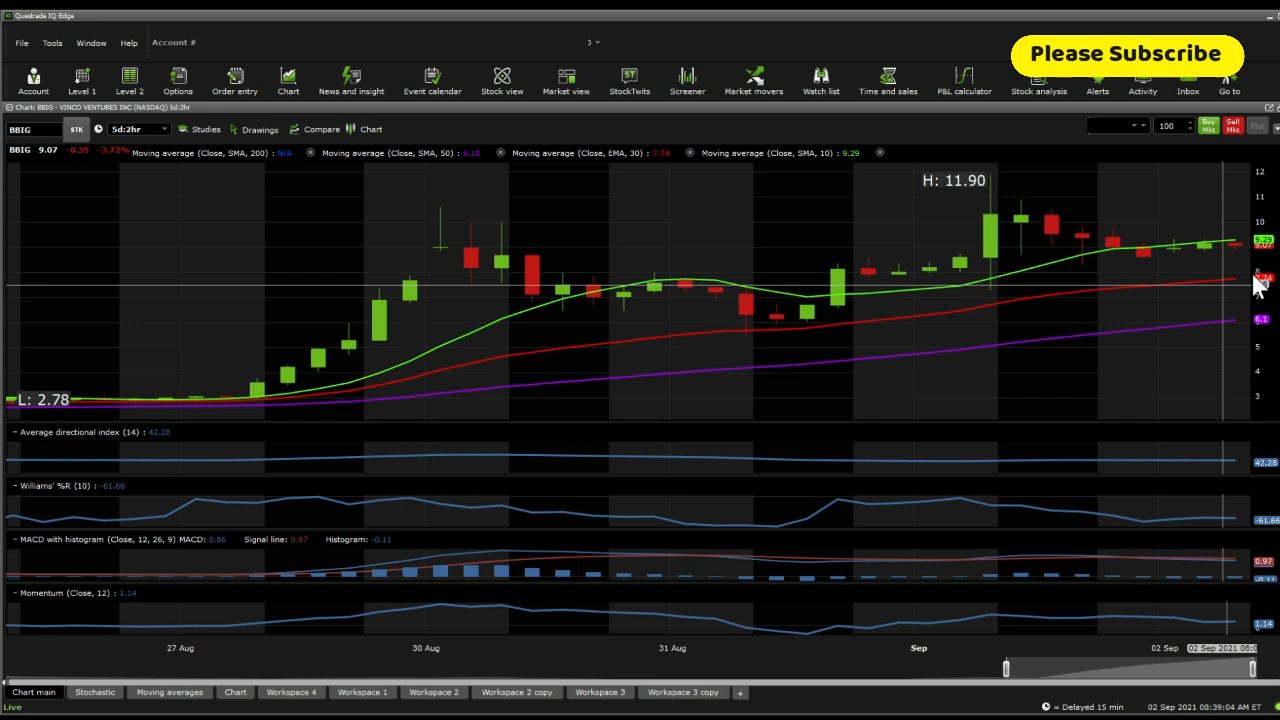 Questrade IQ Edge
File Tools Window Help Account #
Please Subscribe
Account Level 1 Level 2 Options Order entry Chart News and insight Event calendar Stock view Market view StockTwits Screener Market movers Watch list Time and sales P&L calculator Stock analysis Alerts Activity Inbox Go to
Chart: BBIG - VINCO VENTURES INC (NASDAQ) 5d:2hr
BBIG STK 5d:2hr Studies Drawings Compare Chart 100 Buy Mkt Sell Mkt Flat
BBIG 9.07 -0.35 -3.72% Moving average (Close, SMA, 200) : N/A Moving average (Close, SMA, 50) : 6.10 Moving average (Close, EMA, 30) : 7.74 Moving average (Close, SMA, 10) : 9.29
12
H: 11.90
11
10
9.29
9.07
8
7.74
6.1
5
4
L: 2.78
3
Average directional index (14) : 42.28
42.28
Williams' %R (10) : -61.66
-61.66
MACD with histogram (Close, 12, 26, 9) MACD: 0.86 Signal line: 0.97 Histogram: -0.11
0.97
-0.11
Momentum (Close, 12) : 1.14
1.14
27 Aug 30 Aug 31 Aug Sep 02 Sep 02 Sep 2021 08:0
Chart main Stochastic Moving averages Chart Workspace 4 Workspace 1 Workspace 2 Workspace 2 copy Workspace 3 Workspace 3 copy +
Live = Delayed 15 min 02 Sep 2021 08:39:04 AM ET